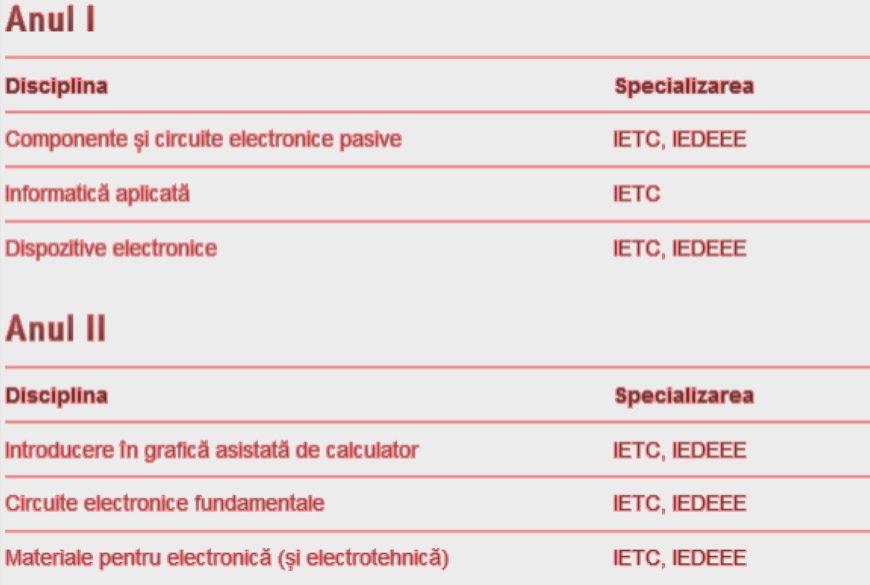 Anul I
Disciplina Specializarea
Componente și circuite electronice pasive IETC, IEDEEE
Informatică aplicată IETC
Dispozitive electronice IETC, IEDEEE
Anul II
Disciplina Specializarea
Introducere în grafică asistată de calculator IETC, IEDEEE
Circuite electronice fundamentale IETC, IEDEEE
Materiale pentru electronică (și electrotehnică) IETC, IEDEEE